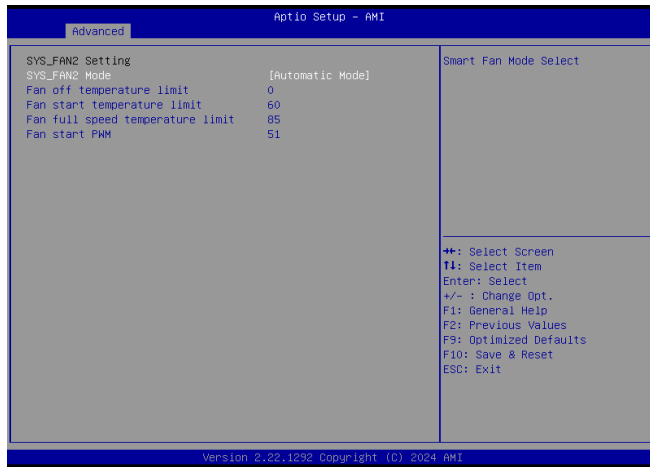 Aptio Setup - AMI
Advanced
SYS_FAN2 Setting
SYS_FAN2 Mode [Automatic Mode]
Fan off temperature limit 0
Fan start temperature limit 60
Fan full speed temperature limit 85
Fan start PWM 51
Smart Fan Mode Select
→←: Select Screen
↑↓: Select Item
Enter: Select
+/- : Change Opt.
F1: General Help
F2: Previous Values
F9: Optimized Defaults
F10: Save & Reset
ESC: Exit
Version 2.22.1292 Copyright (C) 2024 AMI